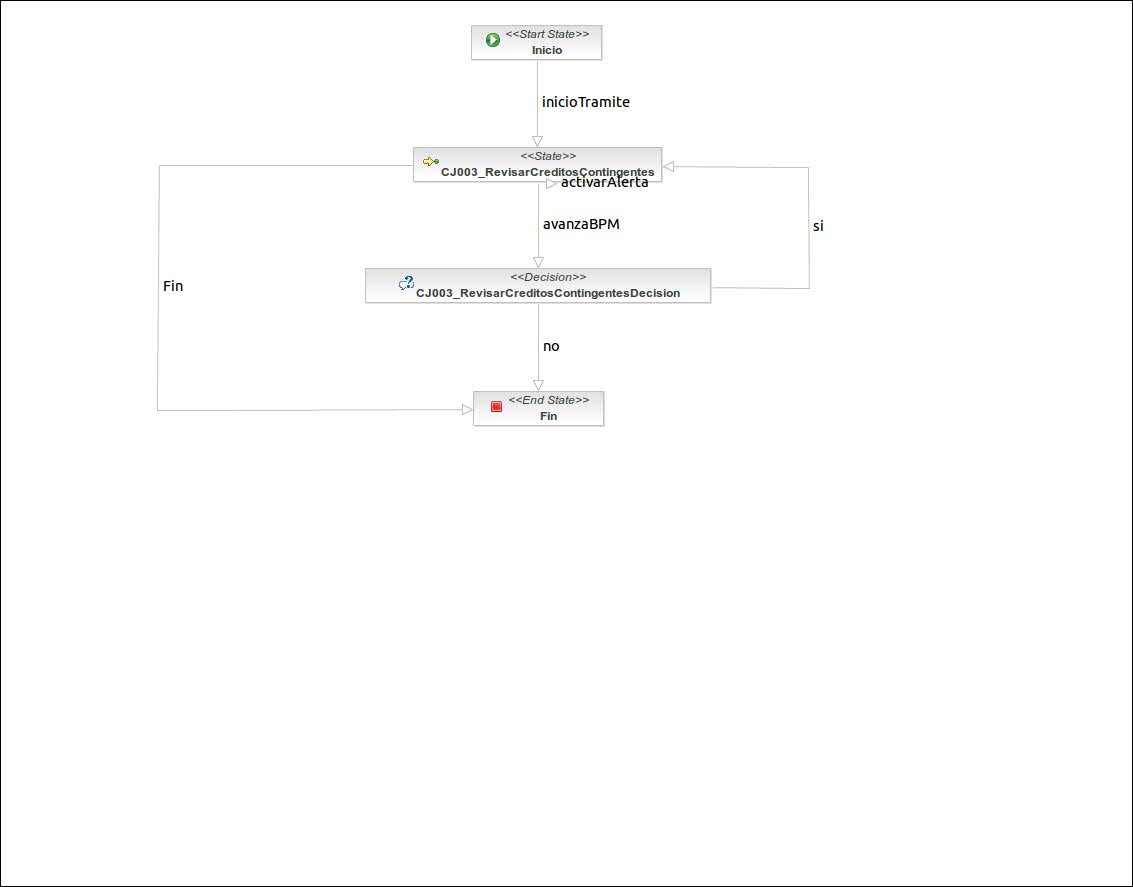 <<Start State>>
Inicio
inicioTramite
<<State>>
CJ003_RevisarCreditosContingentes
activarAlerta
avanzaBPM
si
<<Decision>>
CJ003_RevisarCreditosContingentesDecision
Fin
no
<<End State>>
Fin